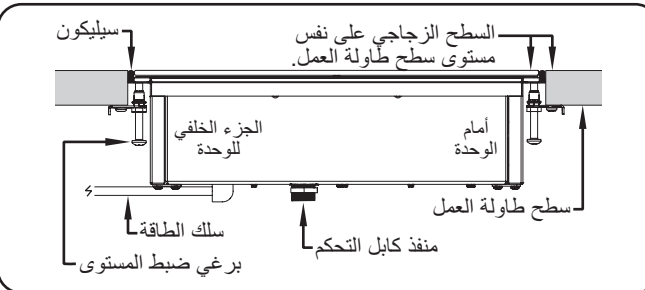 السطح الزجاجي على نفس
مستوى سطح طاولة العمل.
سيليكون
أمام
الوحدة
الجزء الخلفي
للوحدة
سطح طاولة العمل
سلك الطاقة
منفذ كابل التحكم
برغي ضبط المستوى